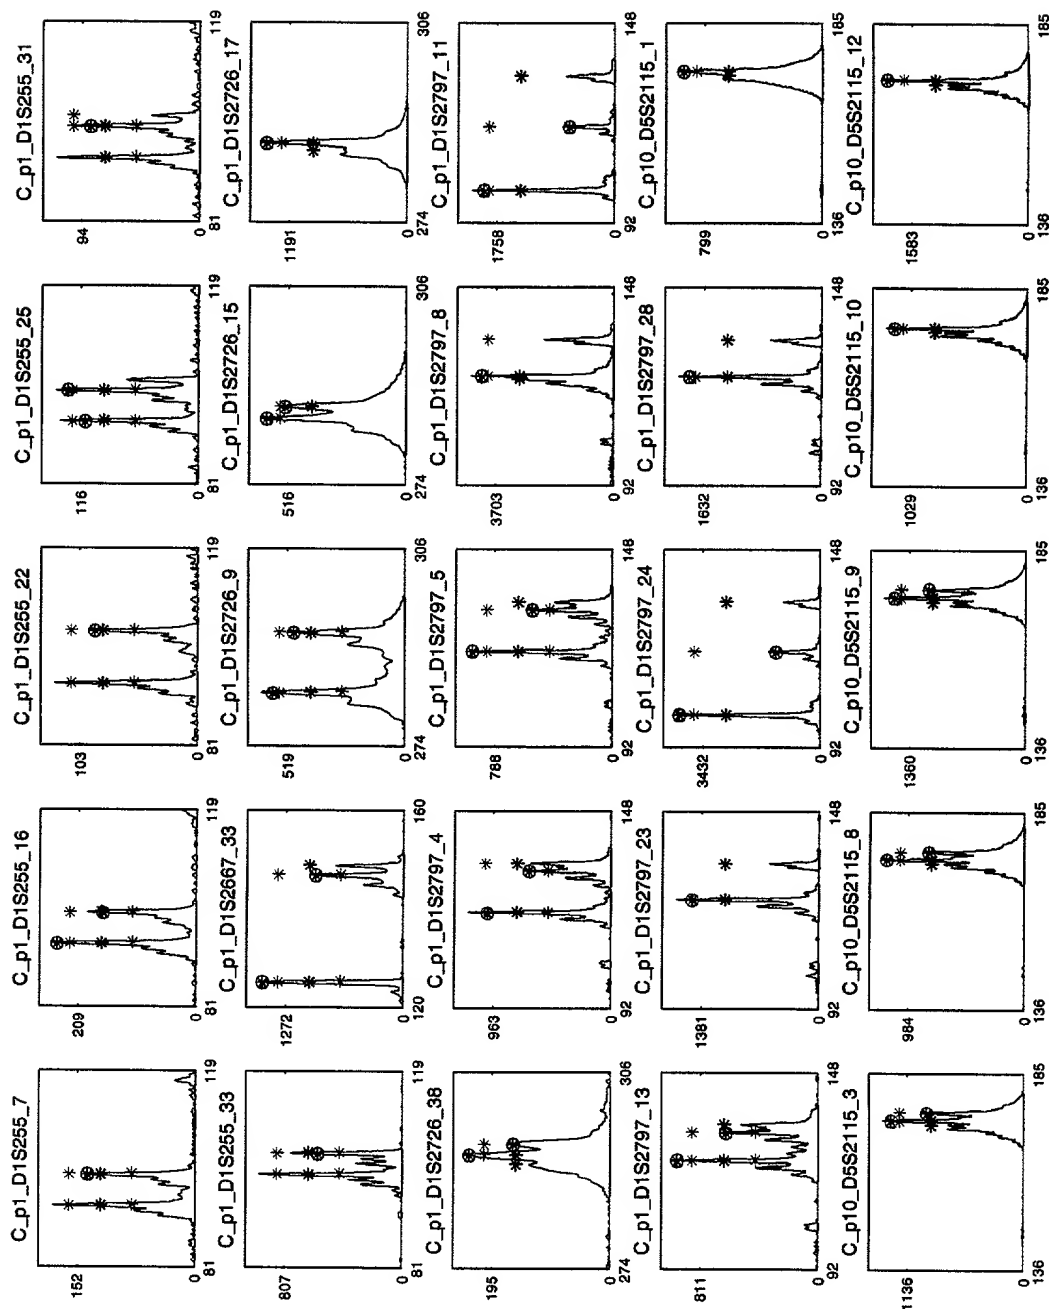 C_p1_D1S255_7 C_p1_D1S255_16 C_p1_D1S255_22 C_p1_D1S255_25 C_p1_D1S255_31
152 209 103 116 94
0 0 0 0 0
81 119 81 119 81 119 81 119 81 119
C_p1_D1S255_33 C_p1_D1S2667_33 C_p1_D1S2726_9 C_p1_D1S2726_15 C_p1_D1S2726_17
807 1272 519 516 1191
0 0 0 0 0
81 119 120 160 274 306 274 306 274 306
C_p1_D1S2726_38 C_p1_D1S2797_4 C_p1_D1S2797_5 C_p1_D1S2797_8 C_p1_D1S2797_11
195 963 788 3703 1758
0 0 0 0 0
274 306 92 148 92 148 92 148 92 148
C_p1_D1S2797_13 C_p1_D1S2797_23 C_p1_D1S2797_24 C_p1_D1S2797_28 C_p10_D5S2115_1
811 1381 3432 1632 799
0 0 0 0 0
92 148 92 148 92 148 92 148 136 185
C_p10_D5S2115_3 C_p10_D5S2115_8 C_p10_D5S2115_9 C_p10_D5S2115_10 C_p10_D5S2115_12
1136 984 1360 1029 1583
0 0 0 0 0
136 185 136 185 136 185 136 185 136 185